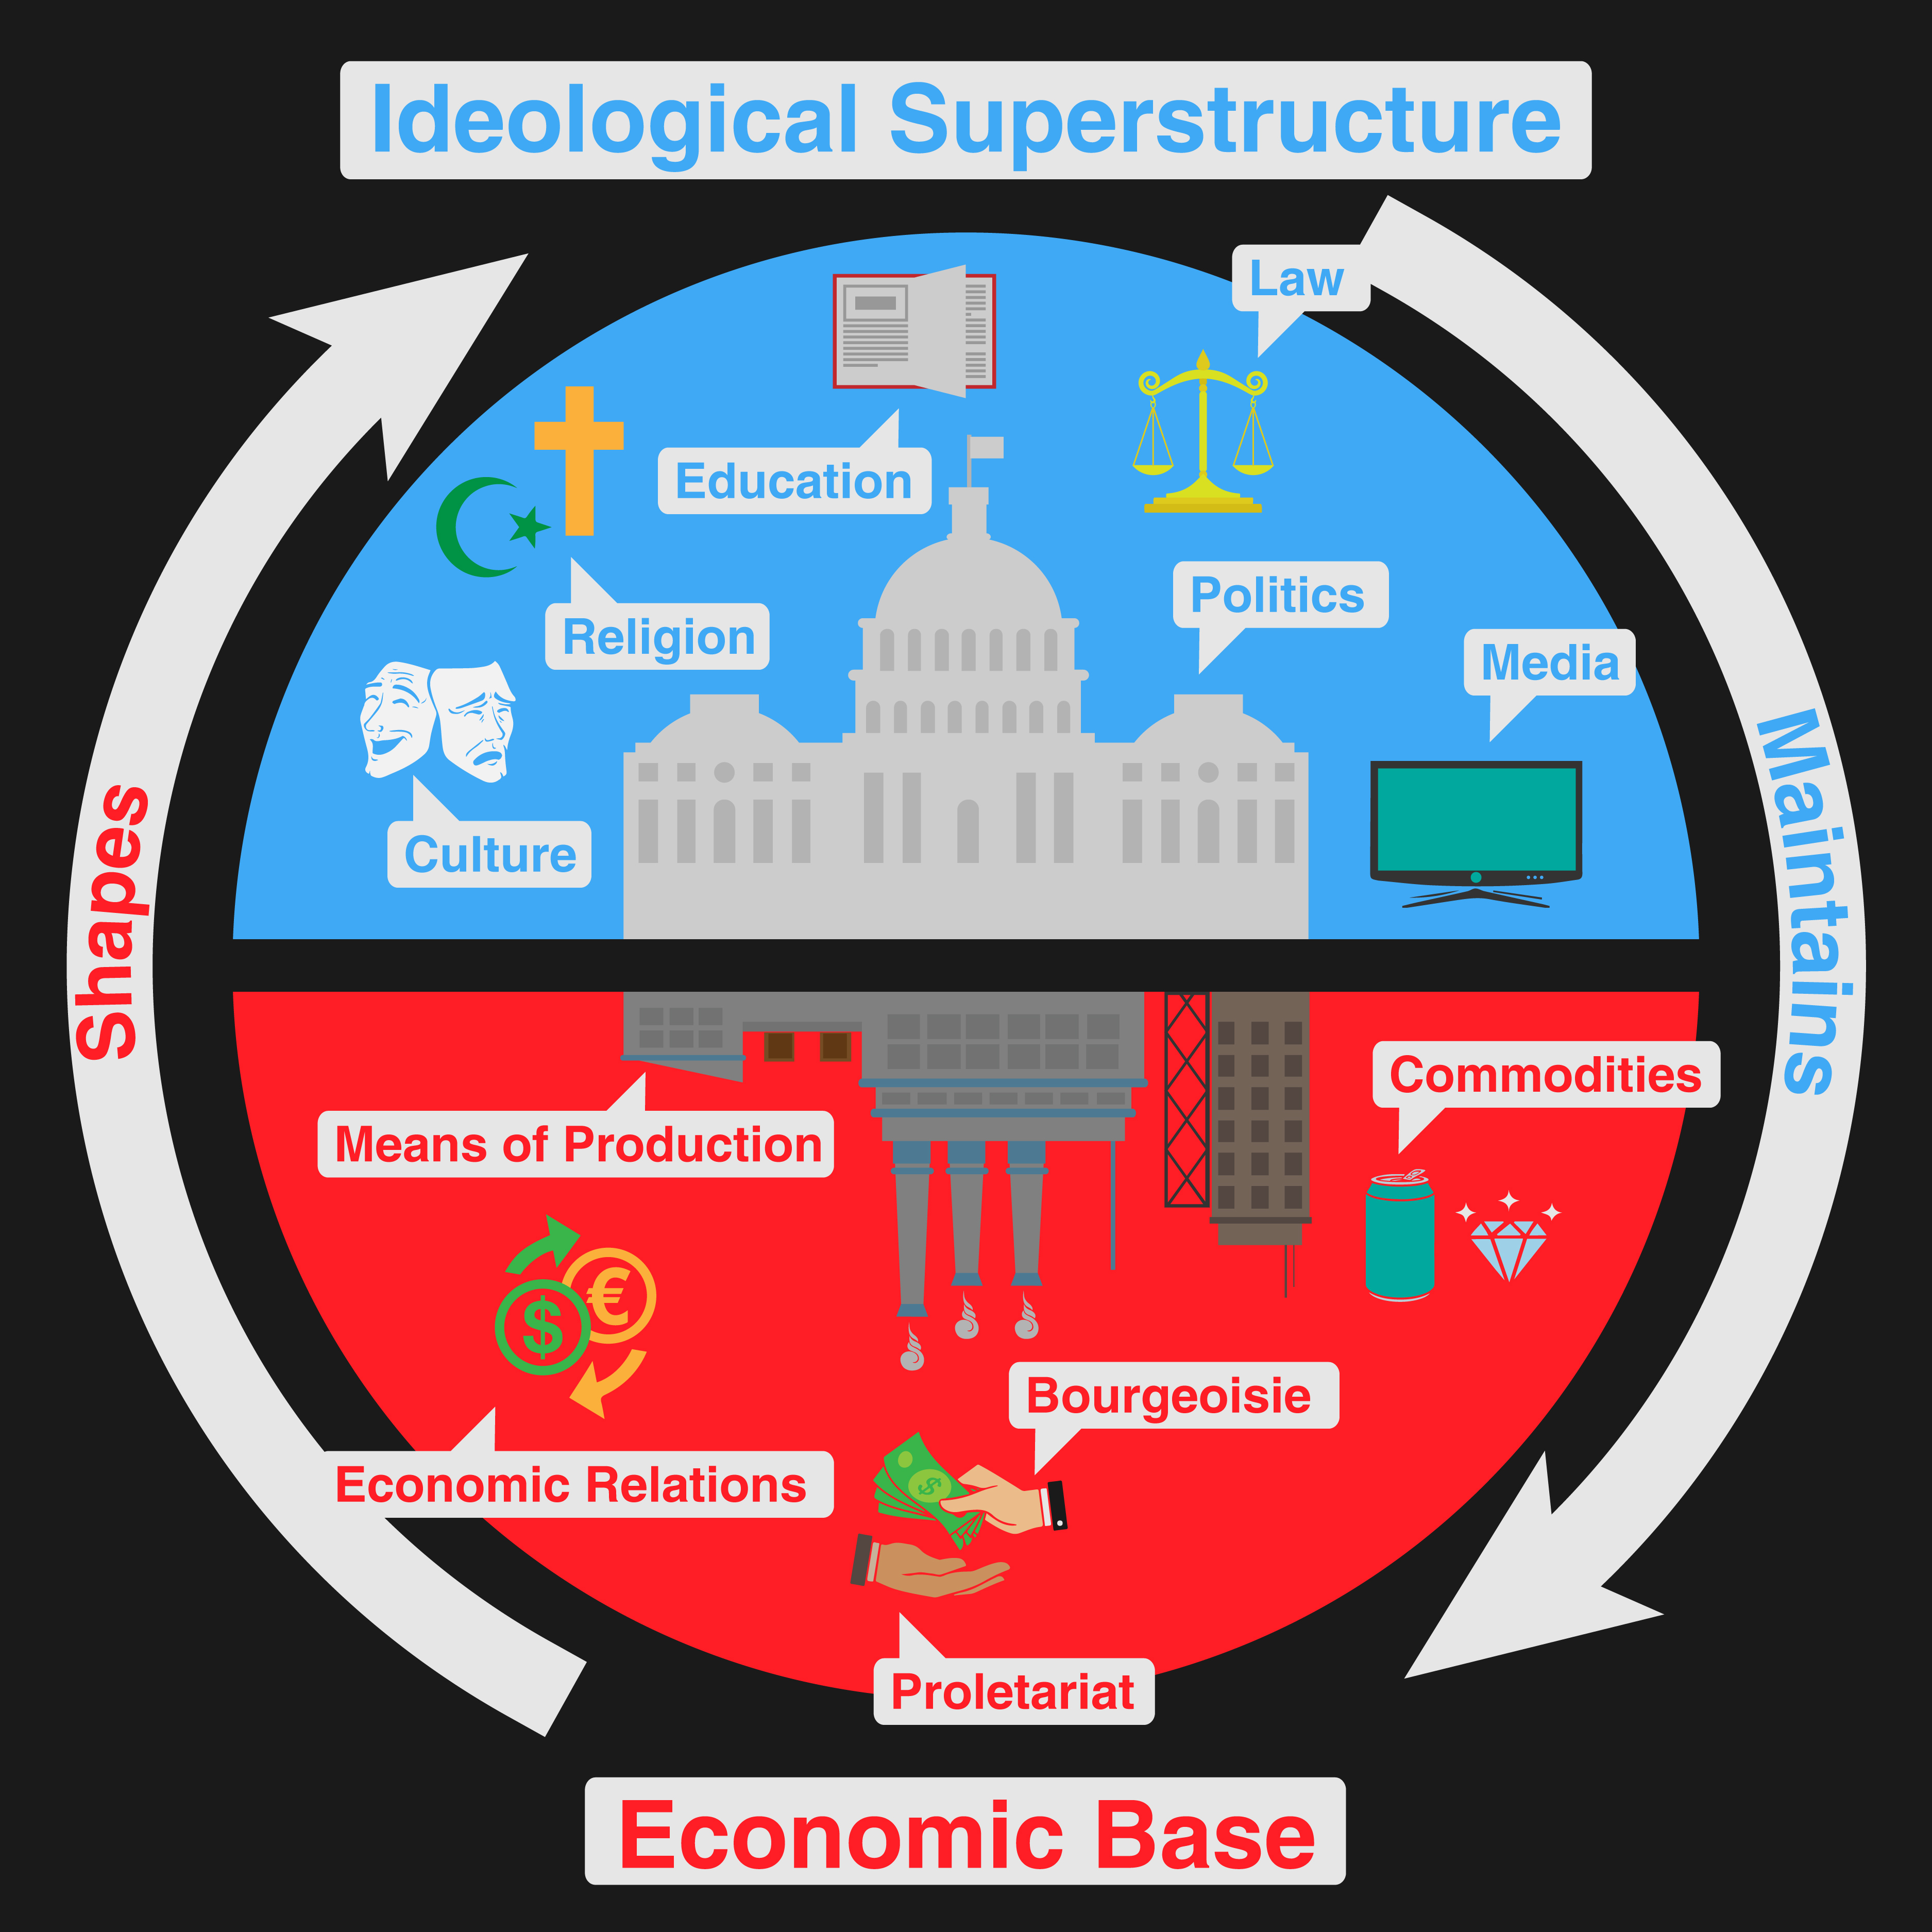 Ideological Superstructure
Law
Education
Politics
Religion
Media
Culture
Shapes
Maintains
Commodities
Means of Production
€
$
Bourgeoisie
Economic Relations
$
Proletariat
Economic Base